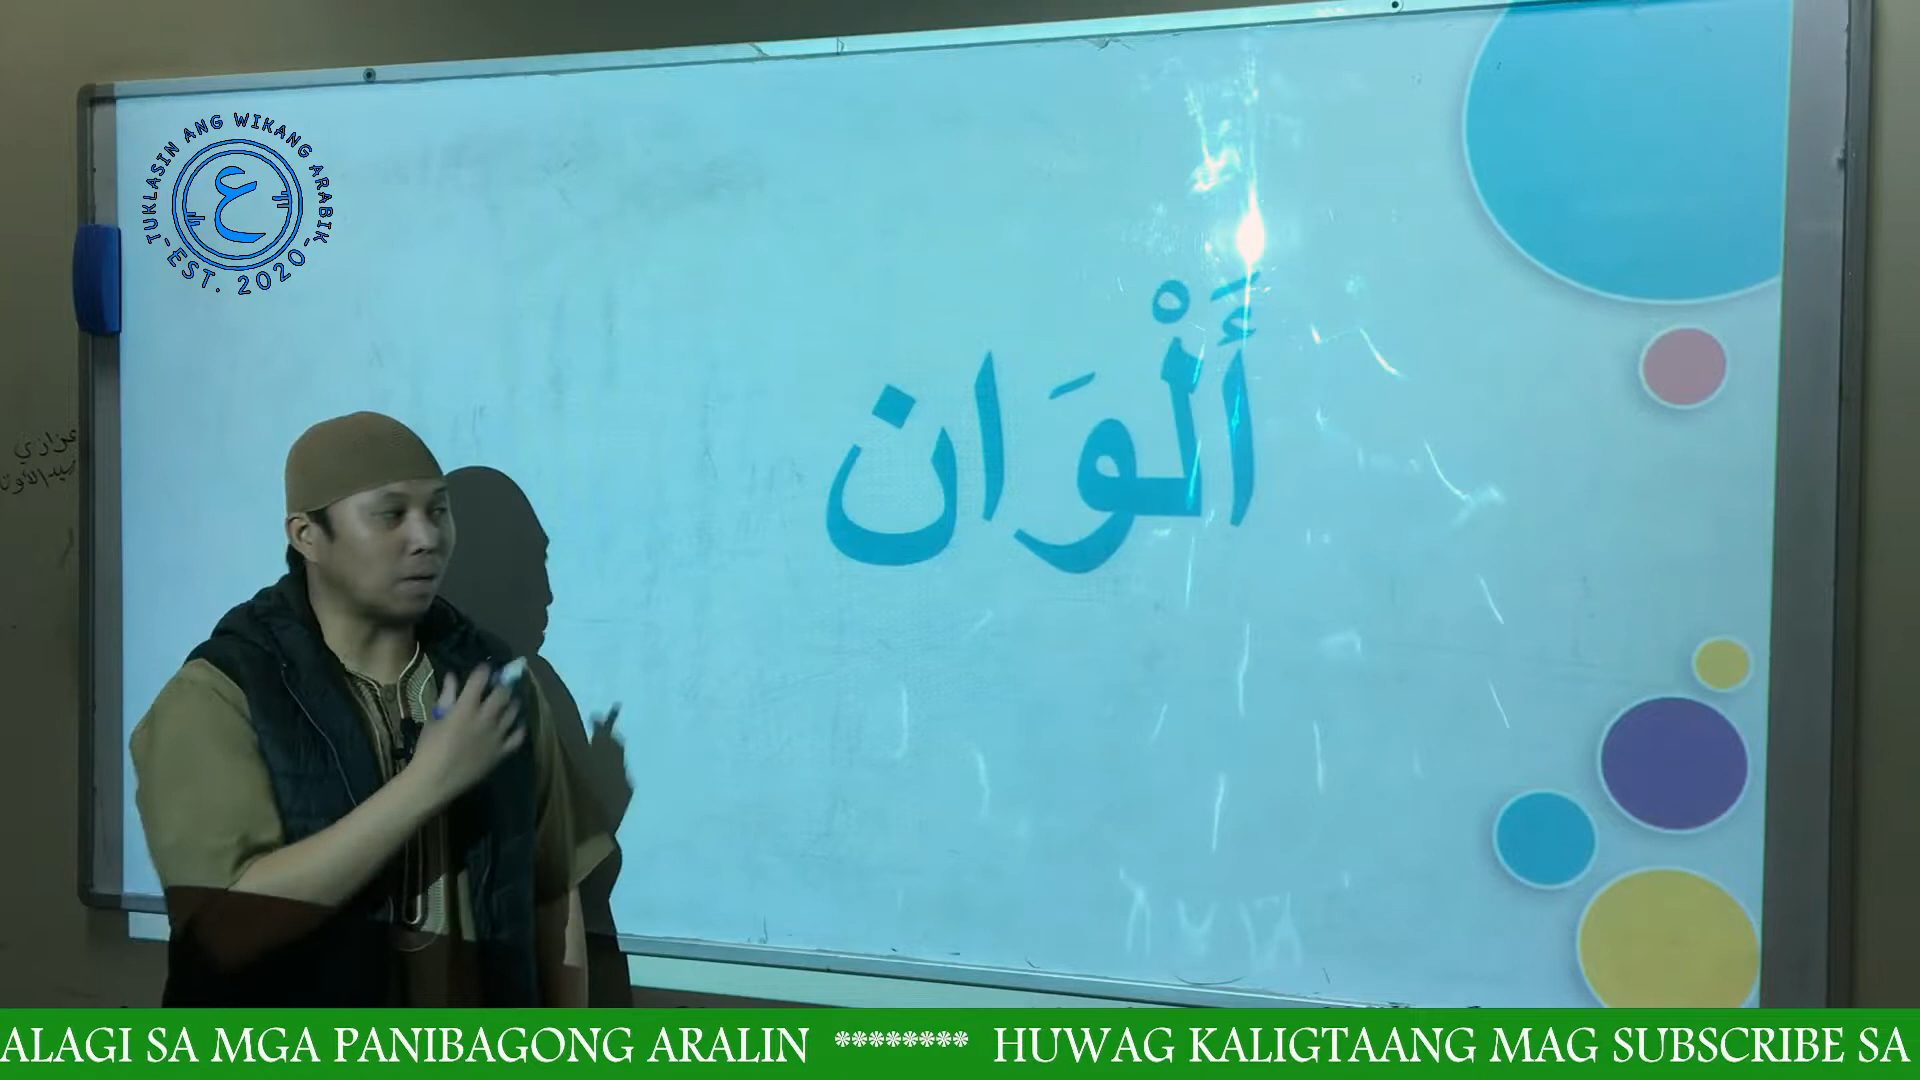 TUKLASIN ANG WIKANG ARABIK
ع
-EST. 2020-
أَلْوَان
ALAGI SA MGA PANIBAGONG ARALIN ******** HUWAG KALIGTAANG MAG SUBSCRIBE SA